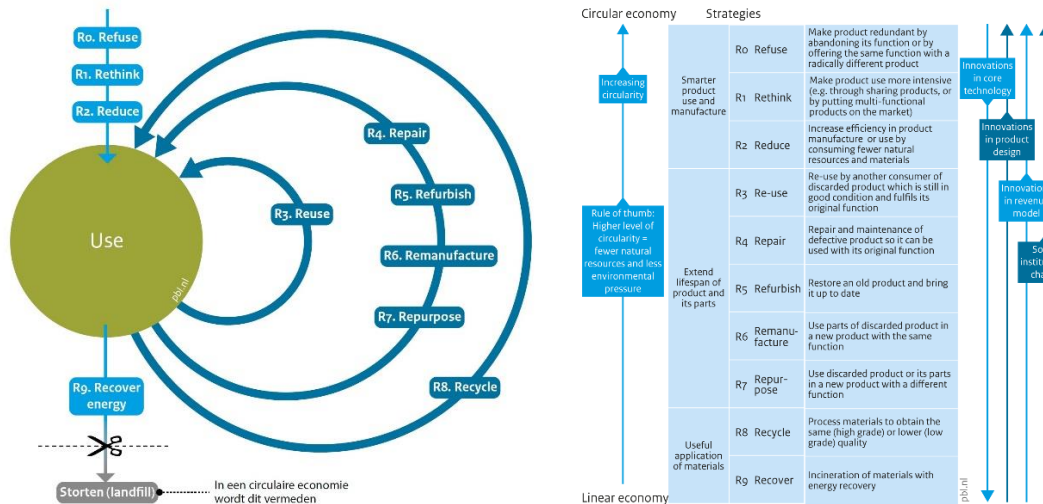 R0. Refuse
R1. Rethink
R2. Reduce
R4. Repair
R5. Refurbish
R3. Reuse
Use
R6. Remanufacture
pbl.nl
R7. Repurpose
R8. Recycle
R9. Recover
energy
Storten (landfill)
In een circulaire economie
wordt dit vermeden
Circular economy
Strategies
Increasing
circularity
Rule of thumb:
Higher level of
circularity =
fewer natural
resources and less
environmental
pressure
Linear economy
Smarter
product
use and
manufacture
R0 Refuse
Make product redundant by
abandoning its function or by
offering the same function with a
radically different product
R1 Rethink
Make product use more intensive
(e.g. through sharing products, or
by putting multi-functional
products on the market)
R2 Reduce
Increase efficiency in product
manufacture or use by
consuming fewer natural
resources and materials
Extend
lifespan of
product and
its parts
R3 Re-use
Re-use by another consumer of
discarded product which is still in
good condition and fulfils its
original function
R4 Repair
Repair and maintenance of
defective product so it can be
used with its original function
R5 Refurbish
Restore an old product and bring
it up to date
R6 Remanu-
facture
Use parts of discarded product in
a new product with the same
function
R7 Repur-
pose
Use discarded product or its parts
in a new product with a different
function
Useful
application
of materials
R8 Recycle
Process materials to obtain the
same (high grade) or lower (low
grade) quality
R9 Recover
Incineration of materials with
energy recovery
pbl.nl
Innovations
in core
technology
Innovations
in product
design
in
model